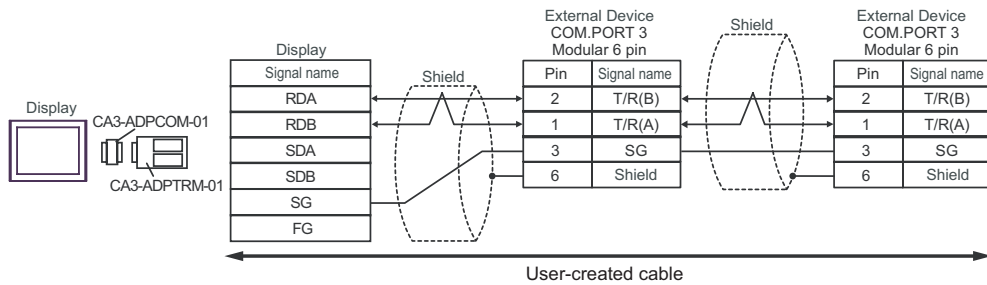 Display
CA3-ADPCOM-01
CA3-ADPTRM-01
Display
Signal name
RDA
RDB
SDA
SDB
SG
FG
Shield
External Device
COM.PORT 3
Modular 6 pin
Pin Signal name
2 T/R(B)
1 T/R(A)
3 SG
6 Shield
Shield
External Device
COM.PORT 3
Modular 6 pin
Pin Signal name
2 T/R(B)
1 T/R(A)
3 SG
6 Shield
User-created cable